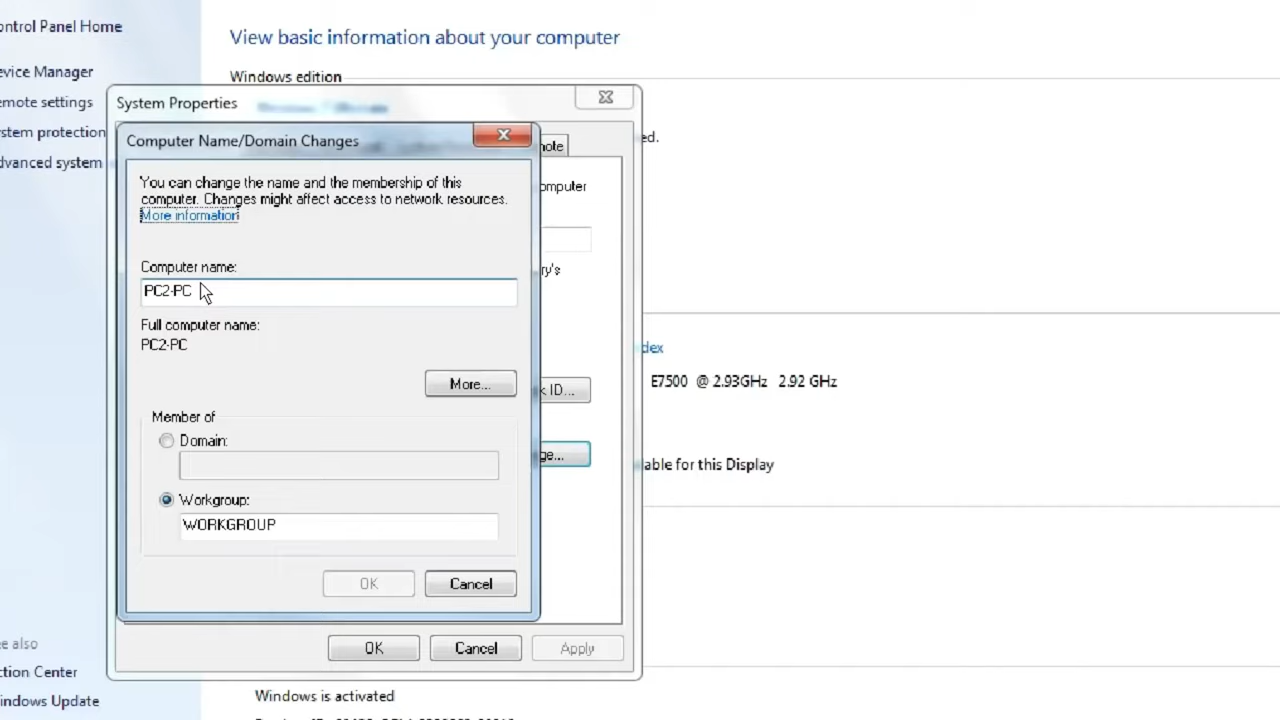 ontrol Panel Home
View basic information about your computer
evice Manager
Windows edition
emote settings
System Properties
ystem protection
ed.
Computer Name/Domain Changes
note
dvanced system
You can change the name and the membership of this
computer. Changes might affect access to network resources.
More information
omputer
Computer name:
ry's
PC2-PC
Full computer name:
PC2-PC
dex
More...
k ID...
E7500 @ 2.93GHz 2.92 GHz
Member of
Domain:
ge...
lable for this Display
Workgroup:
WORKGROUP
OK
Cancel
ee also
OK
Cancel
Apply
ction Center
Windows is activated
indows Update